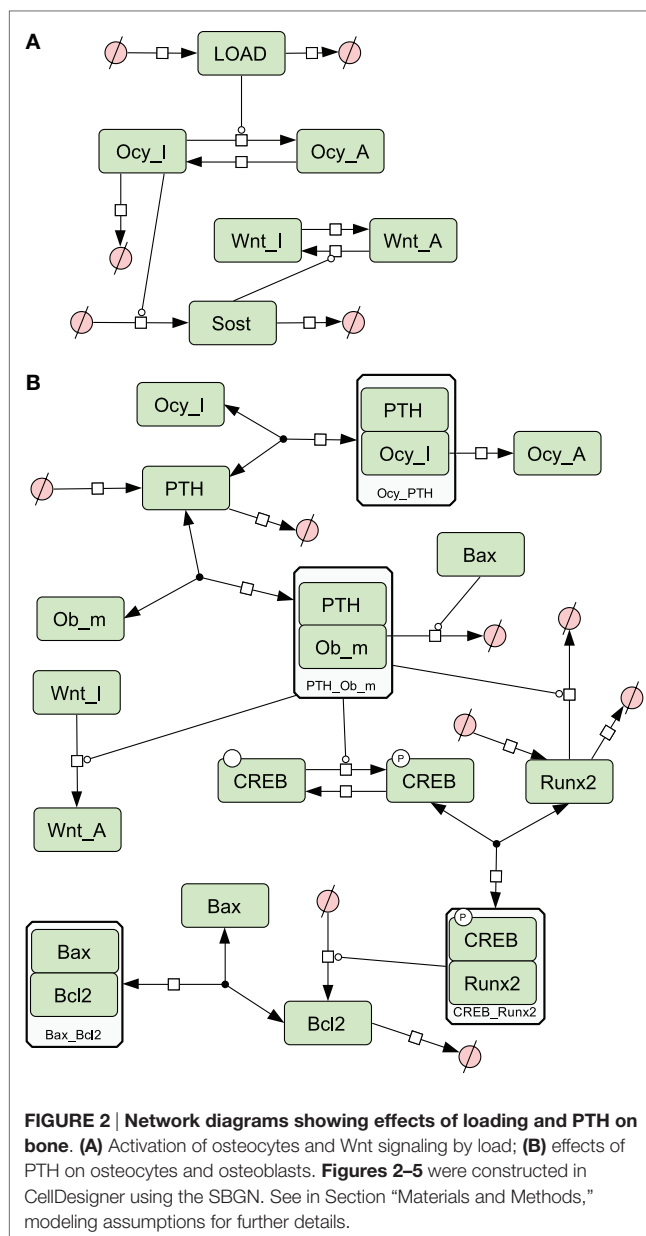 A
LOAD
Ocy_I
Ocy_A
Wnt_I
Wnt_A
Sost
B
Ocy_I
PTH
Ocy_I
Ocy_PTH
Ocy_A
PTH
Bax
Ob_m
PTH
Ob_m
PTH_Ob_m
Wnt_I
CREB
P
CREB
Runx2
Wnt_A
Bax
Bax
Bcl2
Bax_Bcl2
Bcl2
P
CREB
Runx2
CREB_Runx2
FIGURE 2 | Network diagrams showing effects of loading and PTH on
bone. (A) Activation of osteocytes and Wnt signaling by load; (B) effects of
PTH on osteocytes and osteoblasts. Figures 2–5 were constructed in
CellDesigner using the SBGN. See in Section “Materials and Methods,”
modeling assumptions for further details.